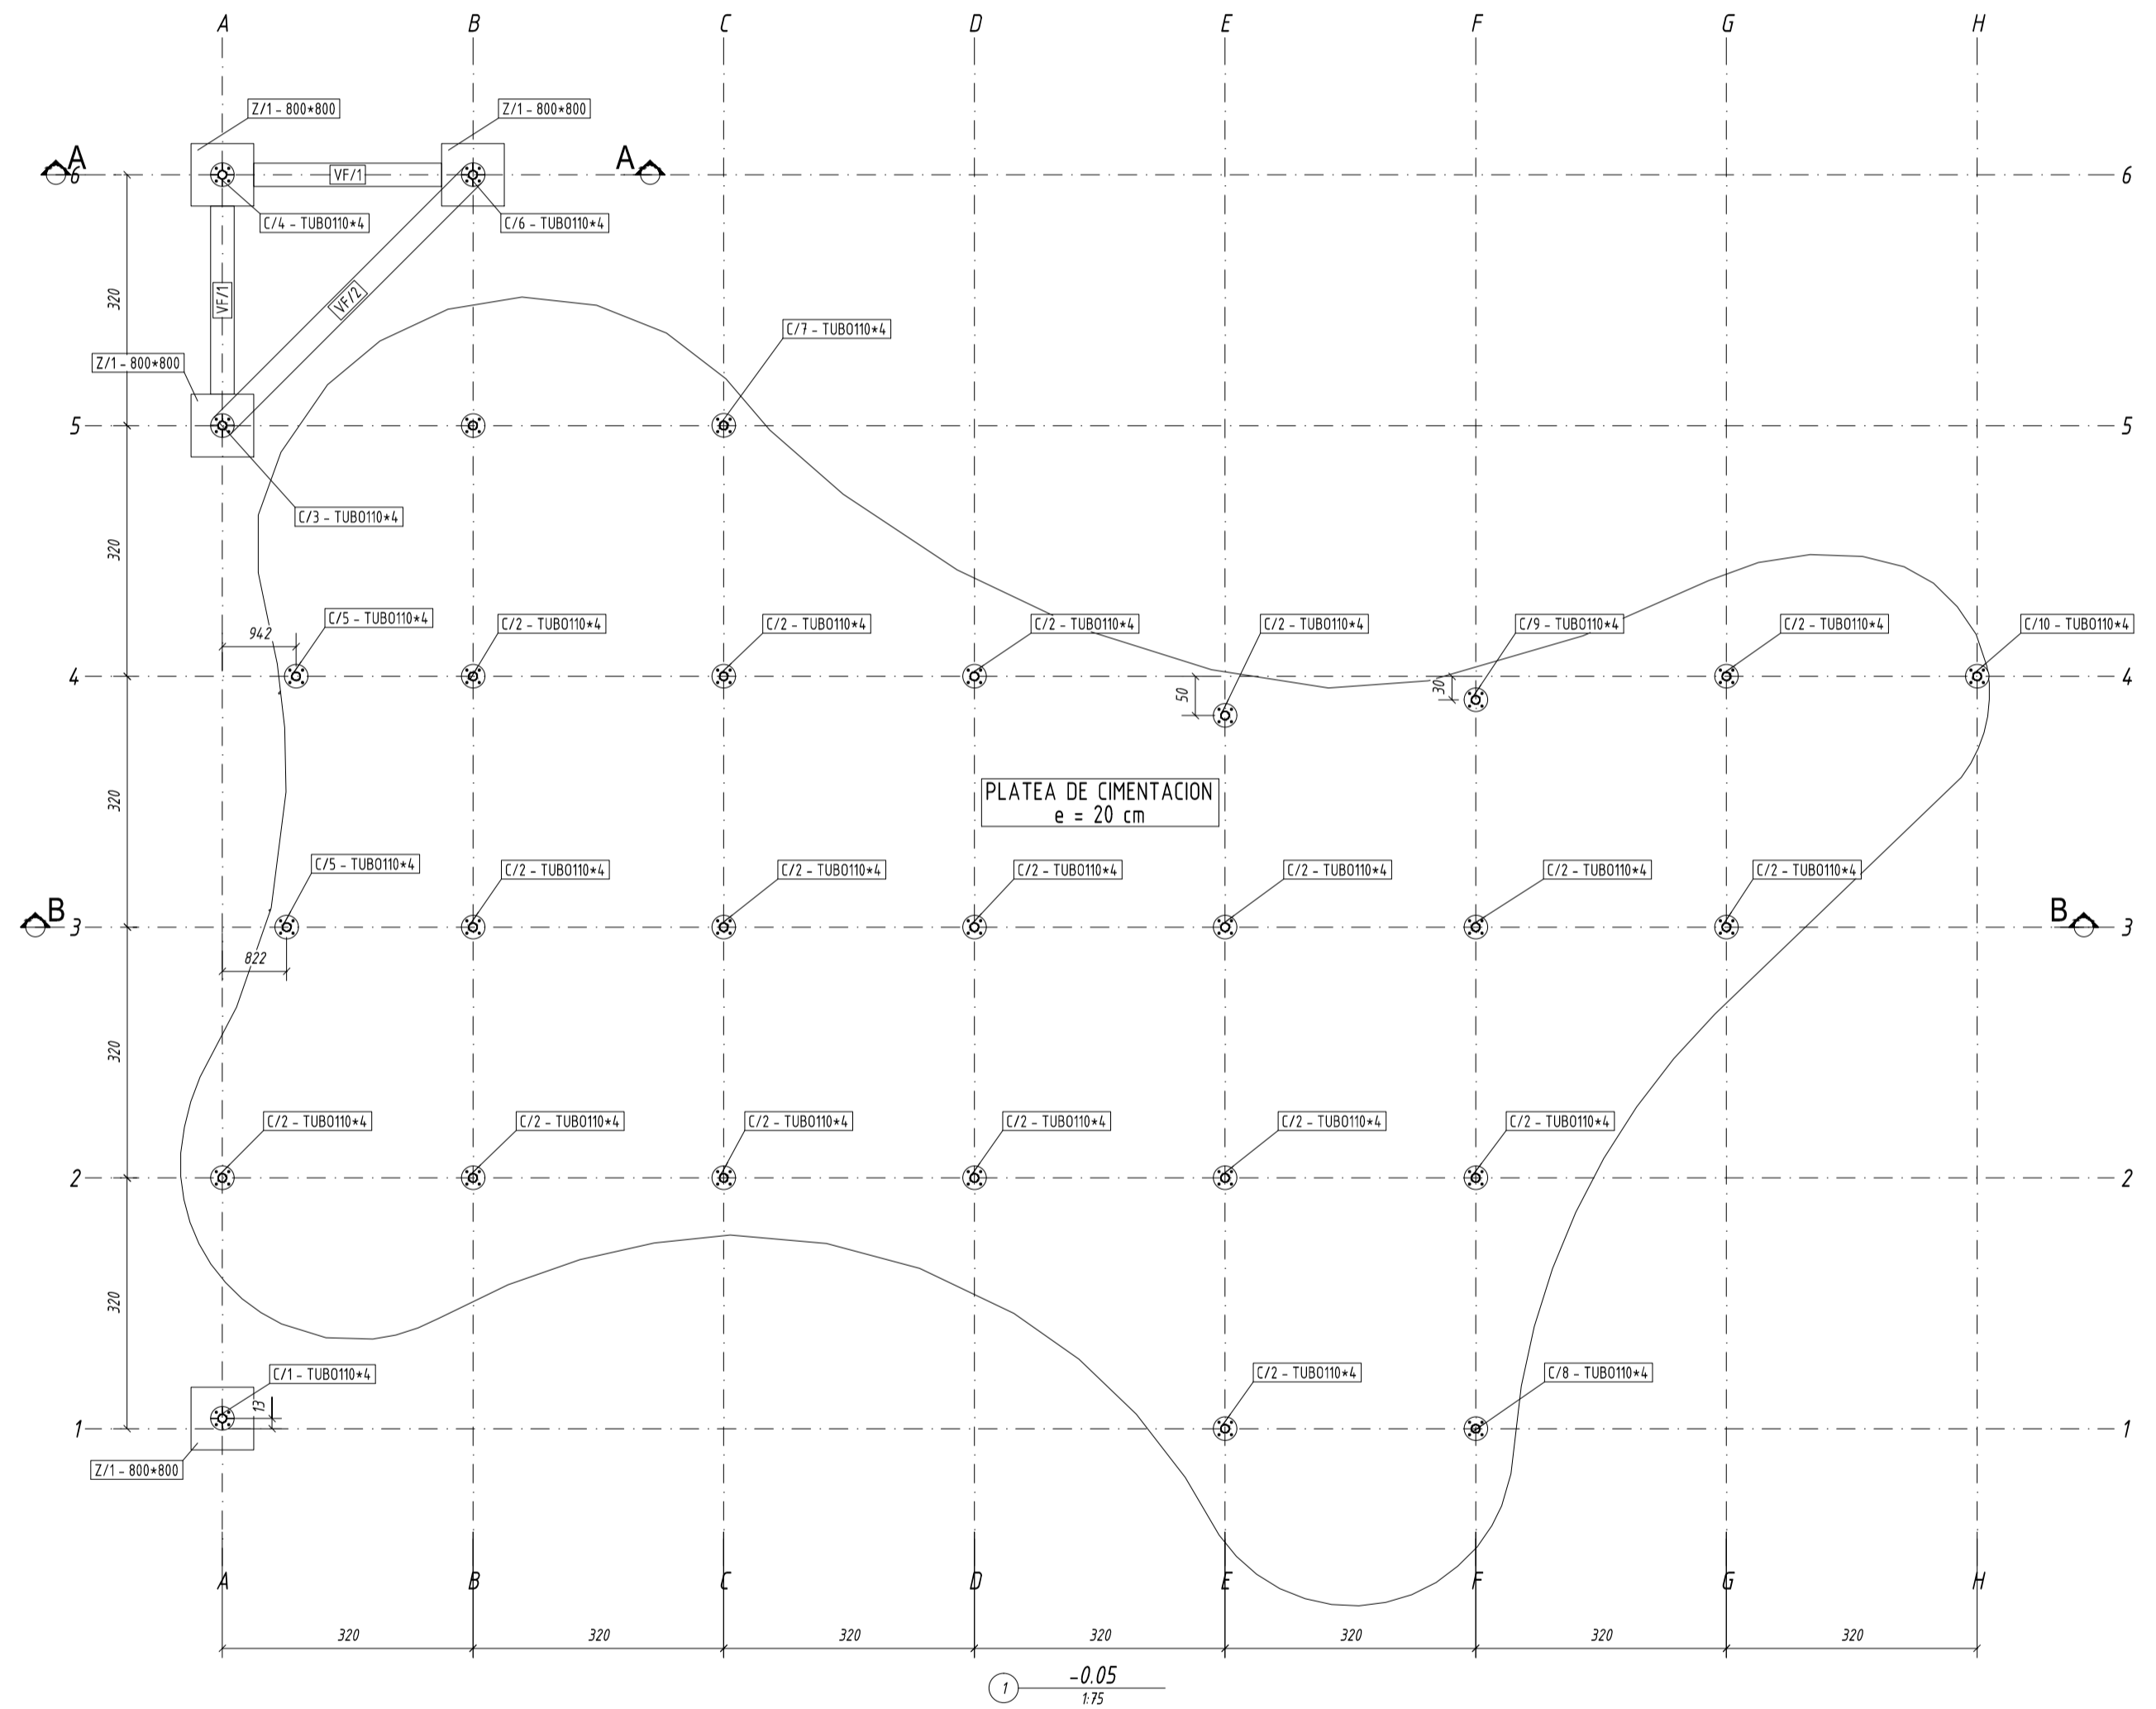 A B C D E F G H
Z/1 - 800*800 Z/1 - 800*800
A A
6 VF/1 6
C/4 - TUBO110*4 C/6 - TUBO110*4
320 VF/1 VF/2
C/7 - TUBO110*4
Z/1 - 800*800
5 5
C/3 - TUBO110*4
320
C/5 - TUBO110*4 C/2 - TUBO110*4 C/2 - TUBO110*4 C/2 - TUBO110*4 C/2 - TUBO110*4 C/9 - TUBO110*4 C/2 - TUBO110*4 C/10 - TUBO110*4
942
4 4
50 30
PLATEA DE CIMENTACION
e = 20 cm
320
C/5 - TUBO110*4 C/2 - TUBO110*4 C/2 - TUBO110*4 C/2 - TUBO110*4 C/2 - TUBO110*4 C/2 - TUBO110*4 C/2 - TUBO110*4
B B
3 3
822
320
C/2 - TUBO110*4 C/2 - TUBO110*4 C/2 - TUBO110*4 C/2 - TUBO110*4 C/2 - TUBO110*4 C/2 - TUBO110*4
2 2
320
C/1 - TUBO110*4 C/2 - TUBO110*4 C/8 - TUBO110*4
13
1 1
Z/1 - 800*800
A B C D E F G H
320 320 320 320 320 320 320
1 -0.05
1:75